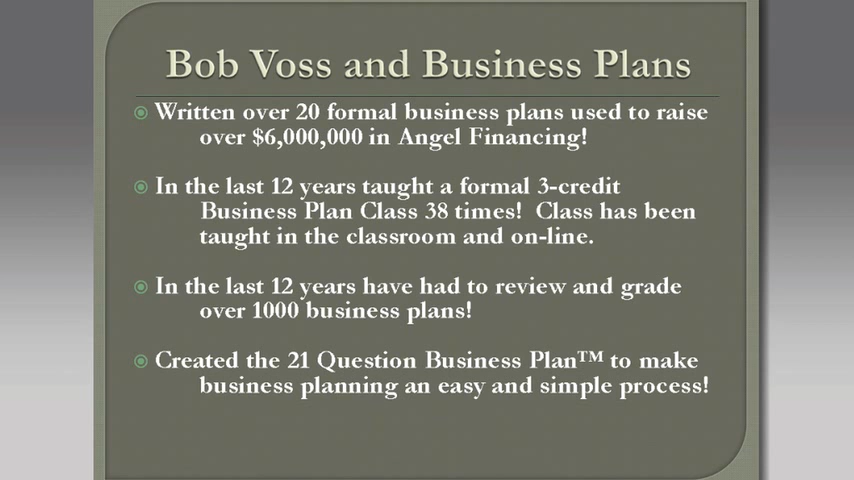 Bob Voss and Business Plans
Written over 20 formal business plans used to raise
over $6,000,000 in Angel Financing!
In the last 12 years taught a formal 3-credit
Business Plan Class 38 times! Class has been
taught in the classroom and on-line.
In the last 12 years have had to review and grade
over 1000 business plans!
Created the 21 Question Business Plan™ to make
business planning an easy and simple process!